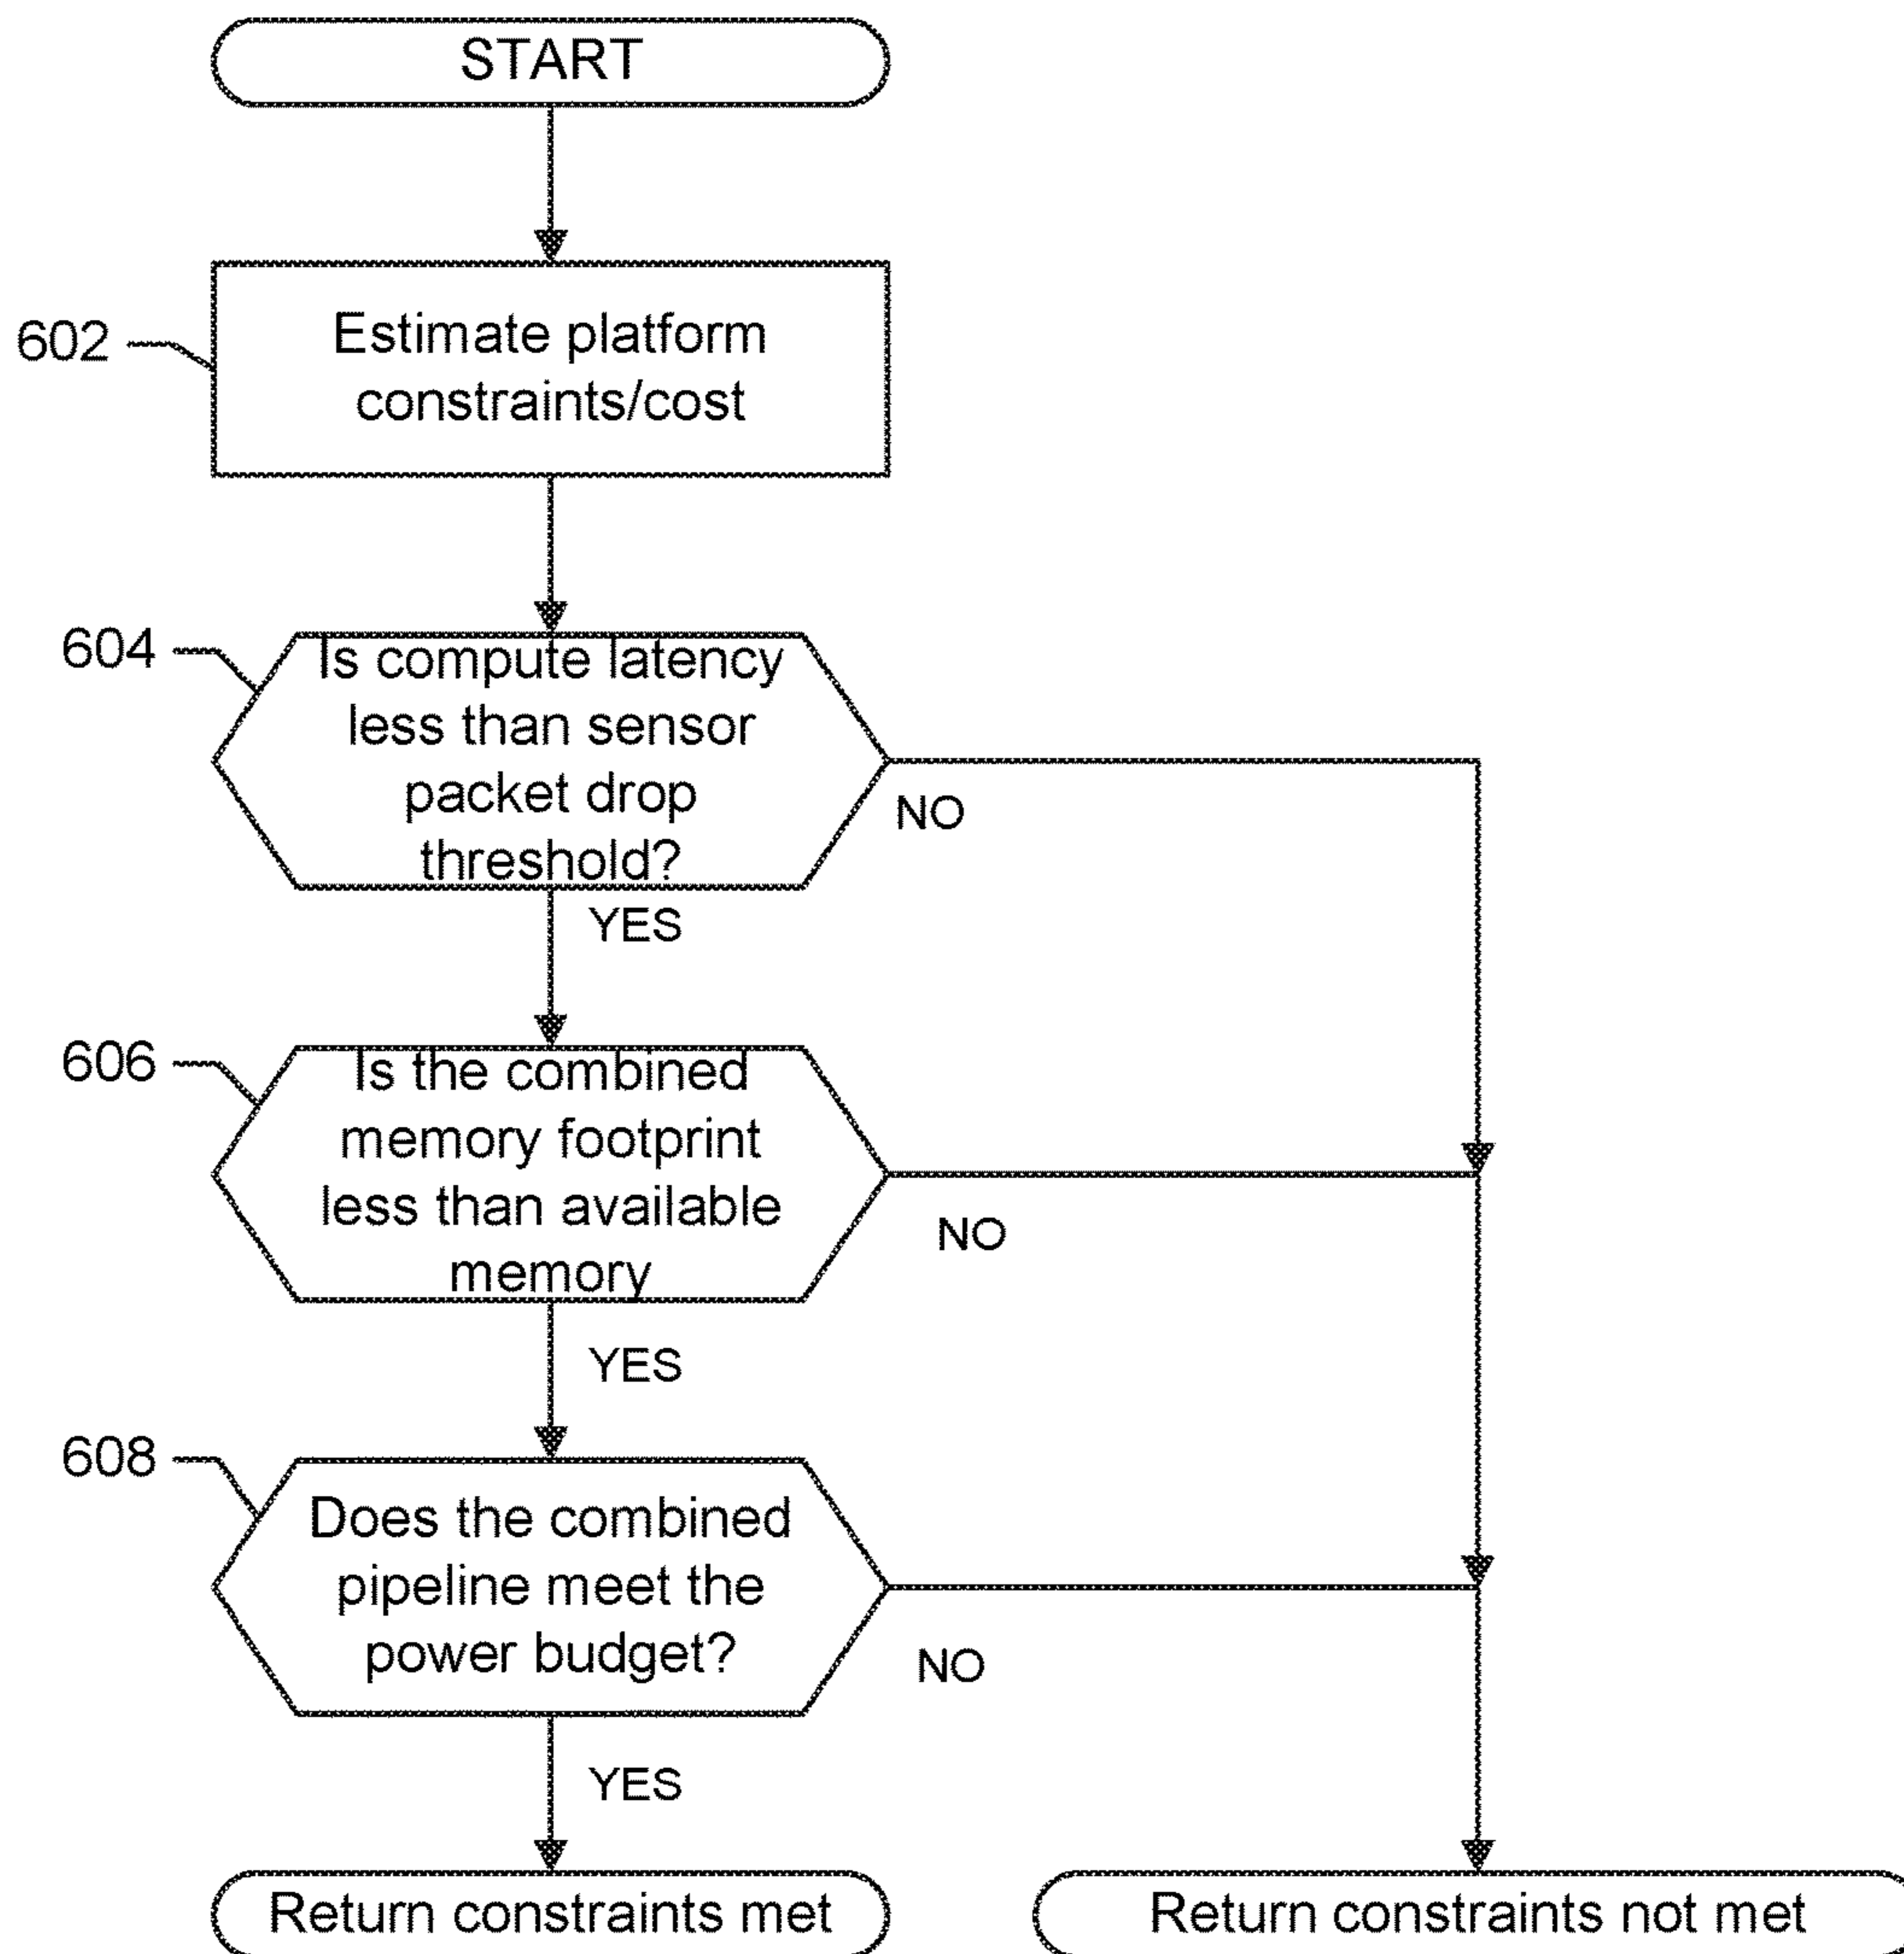 START
602
Estimate platform
constraints/cost
604
Is compute latency
less than sensor
packet drop
threshold?
NO
YES
606
Is the combined
memory footprint
less than available
memory
NO
YES
608
Does the combined
pipeline meet the
power budget?
NO
YES
Return constraints met
Return constraints not met